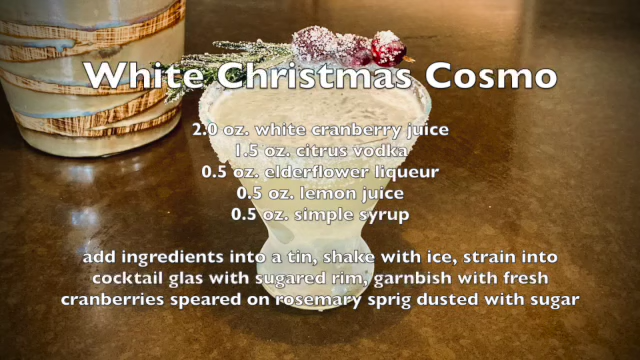 White Christmas Cosmo
2.0 oz. white cranberry juice
1.5 oz. citrus vodka
0.5 oz. elderflower liqueur
0.5 oz. lemon juice
0.5 oz. simple syrup
add ingredients into a tin, shake with ice, strain into
cocktail glas with sugared rim, garnbish with fresh
cranberries speared on rosemary sprig dusted with sugar